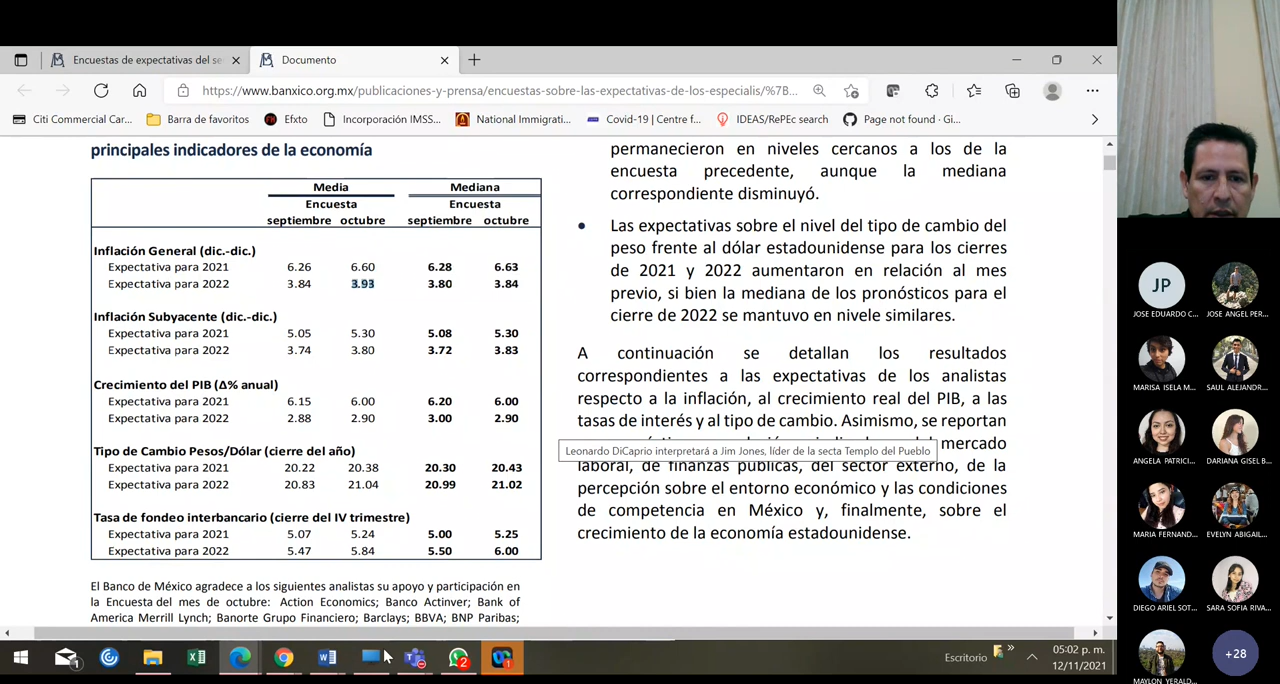 Encuestas de expectativas del se
Documento
https://www.banxico.org.mx/publicaciones-y-prensa/encuestas-sobre-las-expectativas-de-los-especialis/%7B...
Citi Commercial Car...
Barra de favoritos
Efxto
Incorporación IMSS...
National Immigrati...
Covid-19 | Centre f...
IDEAS/RePEc search
Page not found · Gi...
principales indicadores de la economía
Media Mediana
Encuesta Encuesta
septiembre octubre septiembre octubre
Inflación General (dic.-dic.)
Expectativa para 2021 6.26 6.60 6.28 6.63
Expectativa para 2022 3.84 3.93 3.80 3.84
Inflación Subyacente (dic.-dic.)
Expectativa para 2021 5.05 5.30 5.08 5.30
Expectativa para 2022 3.74 3.80 3.72 3.83
Crecimiento del PIB (Δ% anual)
Expectativa para 2021 6.15 6.00 6.20 6.00
Expectativa para 2022 2.88 2.90 3.00 2.90
Tipo de Cambio Pesos/Dólar (cierre del año)
Expectativa para 2021 20.22 20.38 20.30 20.43
Expectativa para 2022 20.83 21.04 20.99 21.02
Tasa de fondeo interbancario (cierre del IV trimestre)
Expectativa para 2021 5.07 5.24 5.00 5.25
Expectativa para 2022 5.47 5.84 5.50 6.00
El Banco de México agradece a los siguientes analistas su apoyo y participación en
la Encuesta del mes de octubre: Action Economics; Banco Actinver; Bank of
America Merrill Lynch; Banorte Grupo Financiero; Barclays; BBVA; BNP Paribas;
permanecieron en niveles cercanos a los de la
encuesta precedente, aunque la mediana
correspondiente disminuyó.
• Las expectativas sobre el nivel del tipo de cambio del
peso frente al dólar estadounidense para los cierres
de 2021 y 2022 aumentaron en relación al mes
previo, si bien la mediana de los pronósticos para el
cierre de 2022 se mantuvo en nivele similares.
A continuación se detallan los resultados
correspondientes a las expectativas de los analistas
respecto a la inflación, al crecimiento real del PIB, a las
tasas de interés y al tipo de cambio. Asimismo, se reportan
mercado
Leonardo DiCaprio interpretará a Jim Jones, líder de la secta Templo del Pueblo
laboral, de finanzas públicas, del sector externo, de la
percepción sobre el entorno económico y las condiciones
de competencia en México y, finalmente, sobre el
crecimiento de la economía estadounidense.
Escritorio
05:02 p. m.
12/11/2021
JP
JOSE EDUARDO C...
JOSE ANGEL PER...
MARISA ISELA M...
SAUL ALEJANDR...
ANGELA PATRICI...
DARIANA GISEL B...
MARIA FERNAND...
EVELYN ABIGAIL...
DIEGO ARIEL SOT...
SARA SOFIA RIVA...
MAYLON YERALD...
+28